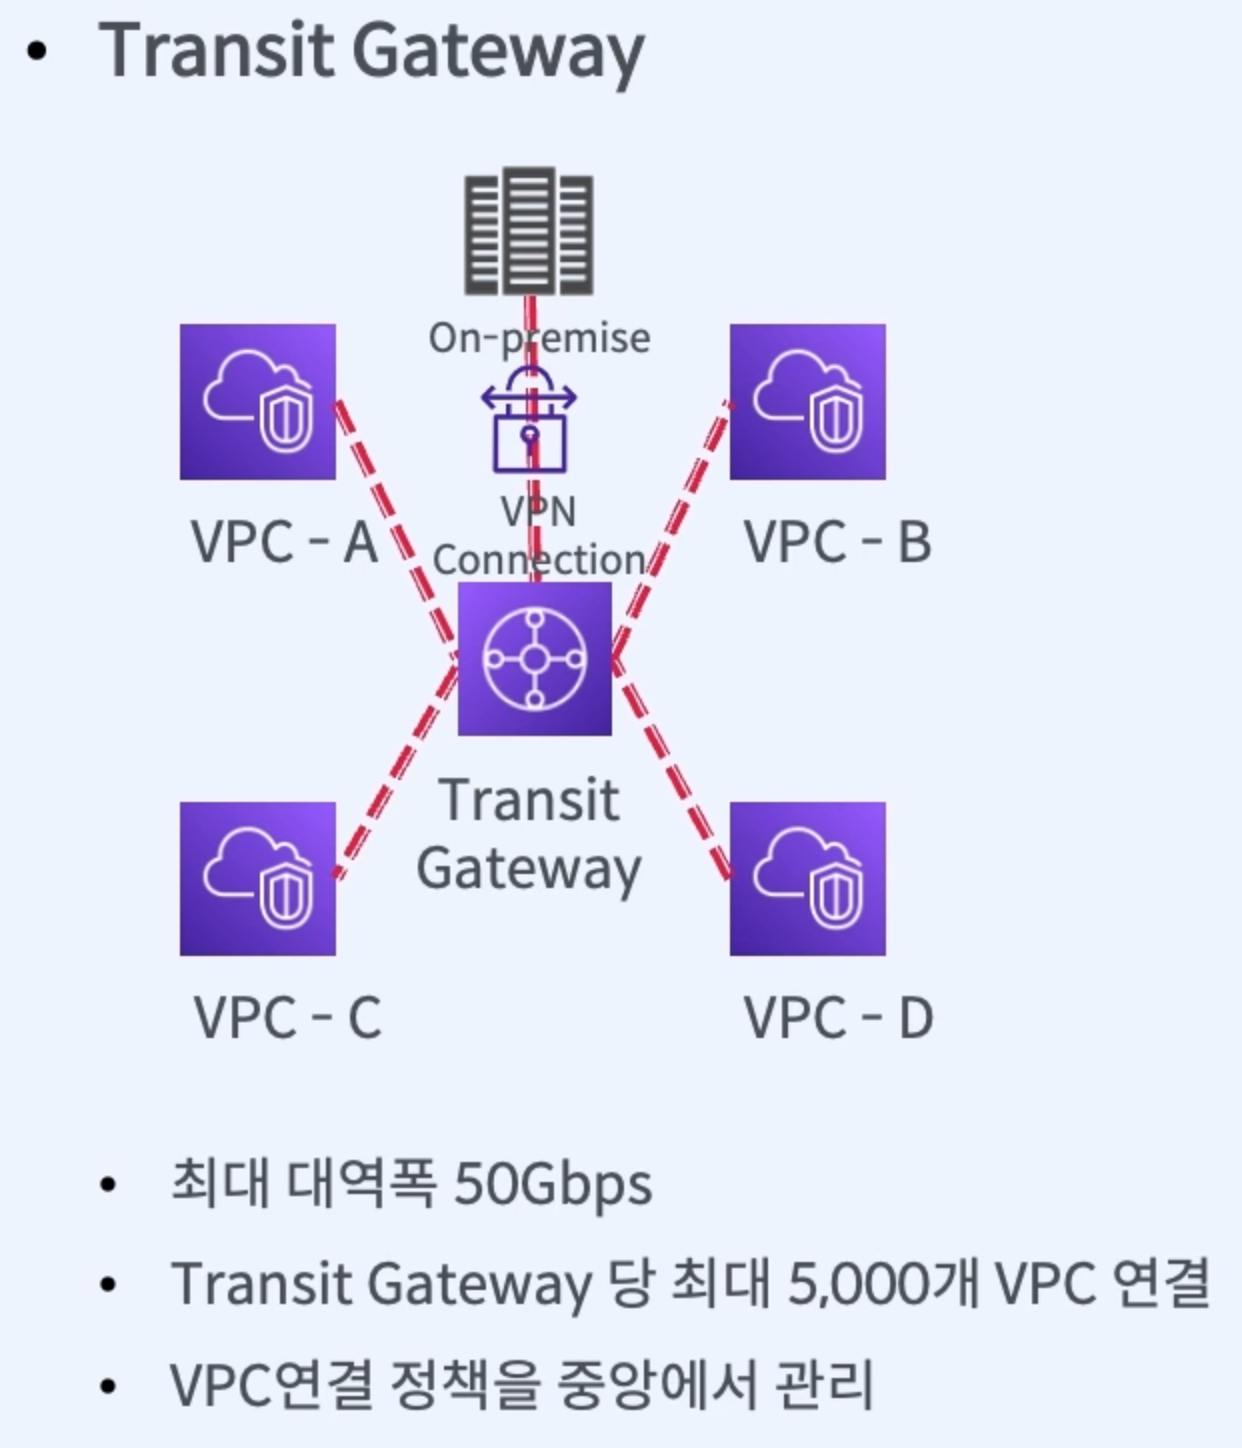 Transit Gateway
On-premise
VPC - A
VPN
Connection
VPC - B
Transit
Gateway
VPC - C
VPC - D
최대 대역폭 50Gbps
Transit Gateway 당 최대 5,000개 VPC 연결
VPC연결 정책을 중앙에서 관리